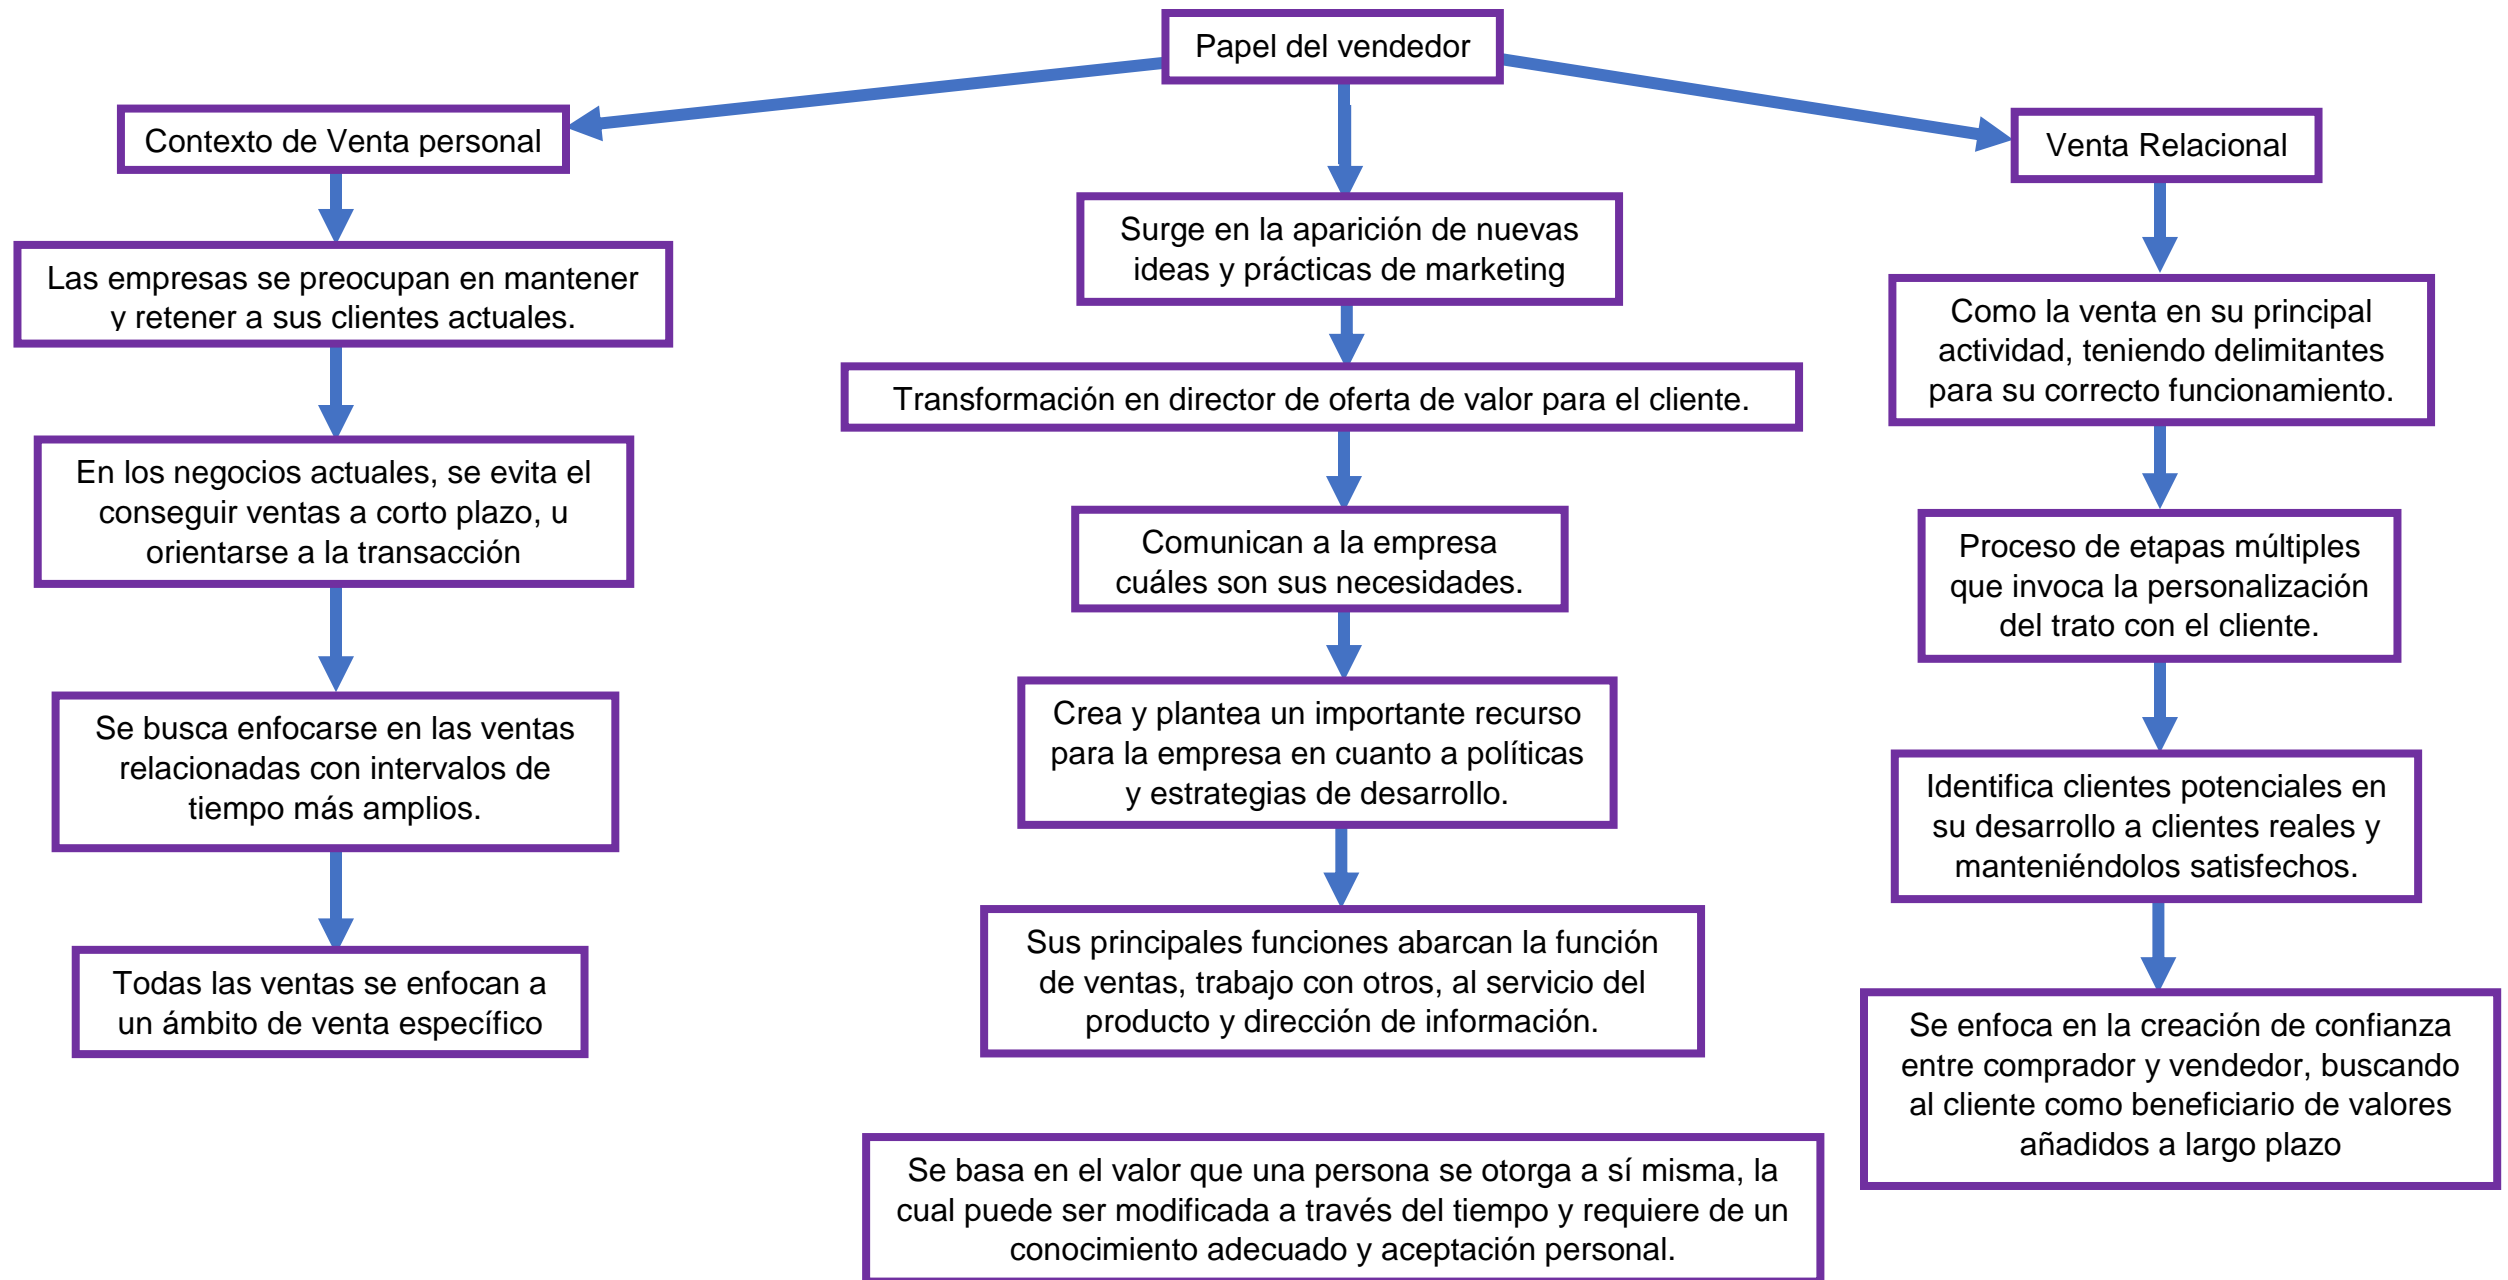 Papel del vendedor
Contexto de Venta personal
Las empresas se preocupan en mantener
y retener a sus clientes actuales.
En los negocios actuales, se evita el
conseguir ventas a corto plazo, u
orientarse a la transacción
Se busca enfocarse en las ventas
relacionadas con intervalos de
tiempo más amplios.
Todas las ventas se enfocan a
un ámbito de venta específico
Surge en la aparición de nuevas
ideas y prácticas de marketing
Transformación en director de oferta de valor para el cliente.
Comunican a la empresa
cuáles son sus necesidades.
Crea y plantea un importante recurso
para la empresa en cuanto a políticas
y estrategias de desarrollo.
Sus principales funciones abarcan la función
de ventas, trabajo con otros, al servicio del
producto y dirección de información.
Se basa en el valor que una persona se otorga a sí misma, la
cual puede ser modificada a través del tiempo y requiere de un
conocimiento adecuado y aceptación personal.
Venta Relacional
Como la venta en su principal
actividad, teniendo delimitantes
para su correcto funcionamiento.
Proceso de etapas múltiples
que invoca la personalización
del trato con el cliente.
Identifica clientes potenciales en
su desarrollo a clientes reales y
manteniéndolos satisfechos.
Se enfoca en la creación de confianza
entre comprador y vendedor, buscando
al cliente como beneficiario de valores
añadidos a largo plazo